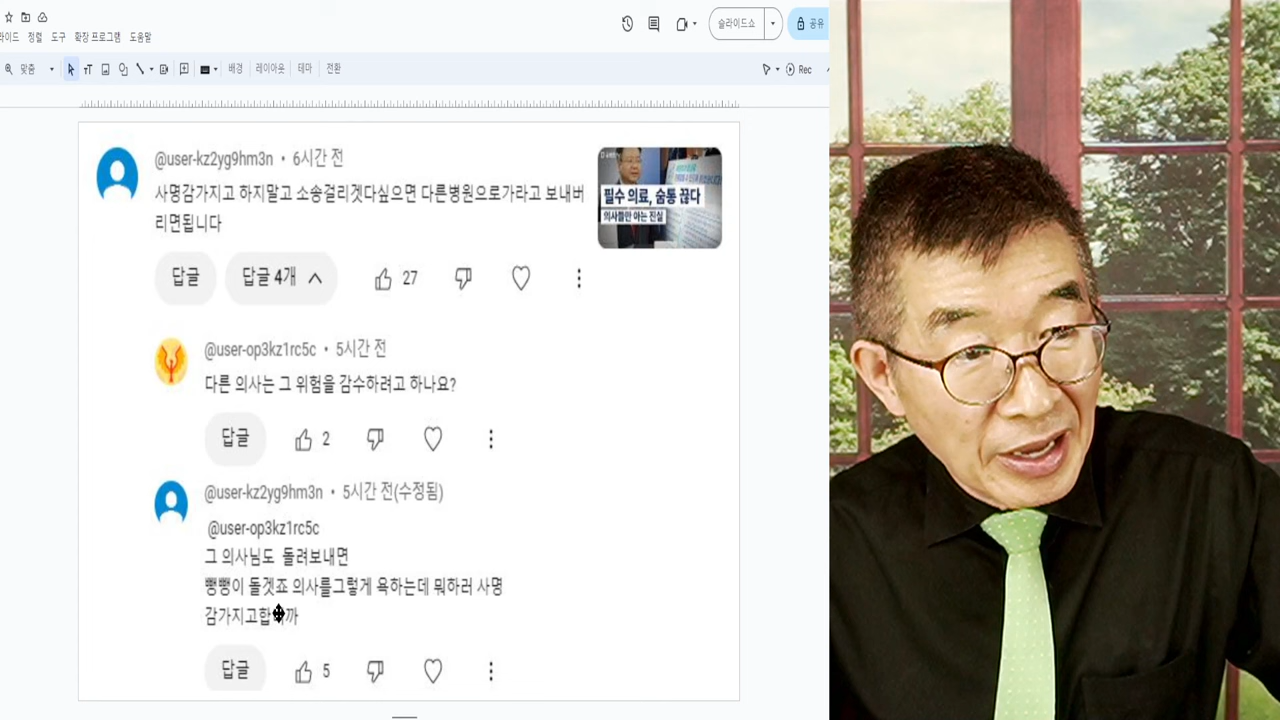 라이드 정렬 도구 확장 프로그램 도움말
슬라이드쇼
공유
맞춤
배경 레이아웃 테마 전환
Rec
@user-kz2yg9hm3n • 6시간 전
사명감가지고 하지말고 소송걸리겟다싶으면 다른병원으로가라고 보내버
리면됩니다
필수 의료, 숨통 끊다
의사들만 아는 진실
답글 답글 4개 27
@user-op3kz1rc5c • 5시간 전
다른 의사는 그 위험을 감수하려고 하나요?
답글 2
@user-kz2yg9hm3n • 5시간 전(수정됨)
@user-op3kz1rc5c
그 의사님도 돌려보내면
뺑뺑이 돌겟죠 의사를그렇게 욕하는데 뭐하러 사명
답글 5